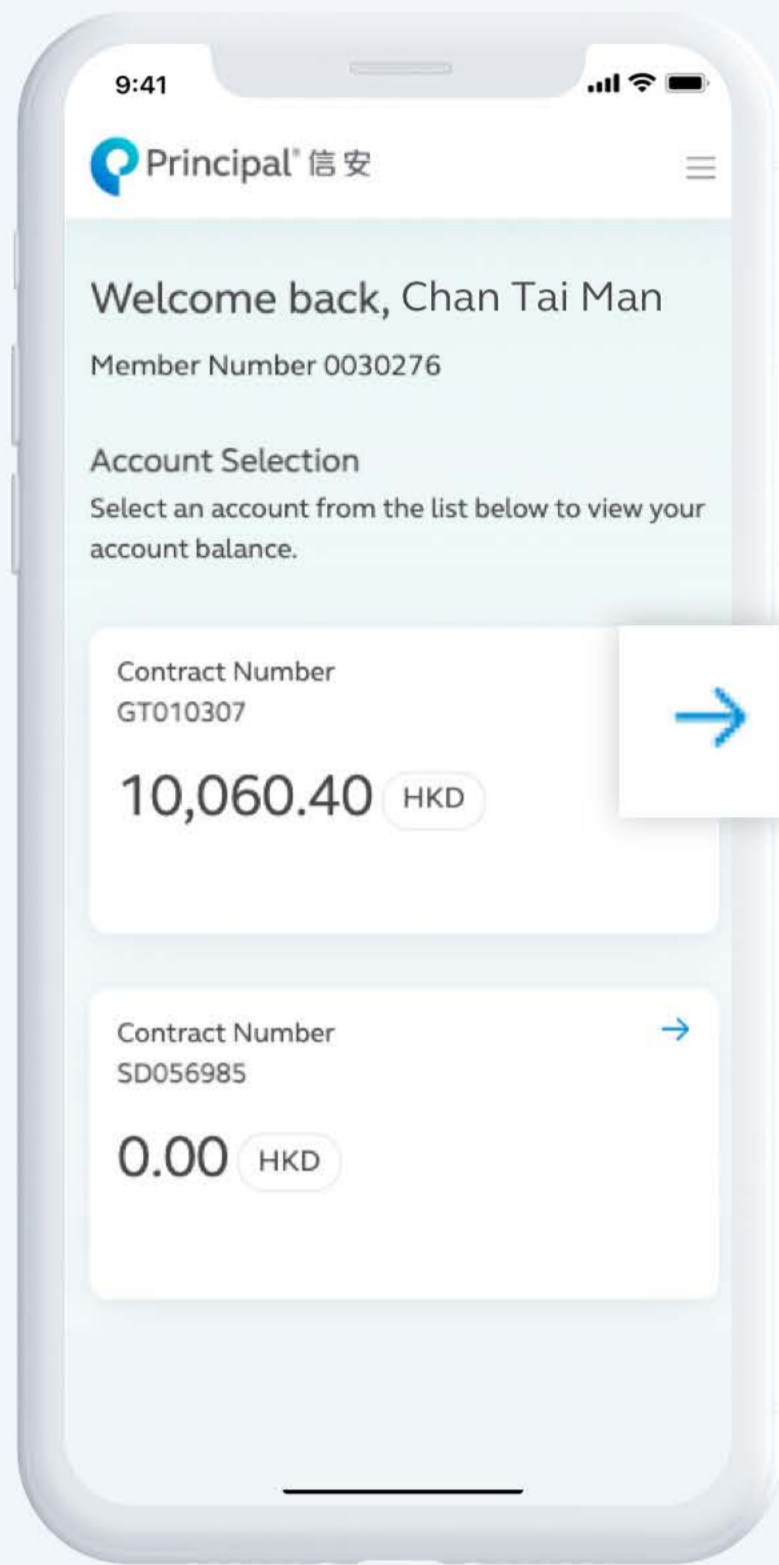 9:41
Principal® 信安
Welcome back, Chan Tai Man
Member Number 0030276
Account Selection
Select an account from the list below to view your
account balance.
Contract Number
GT010307
10,060.40 HKD
Contract Number
SD056985
0.00 HKD